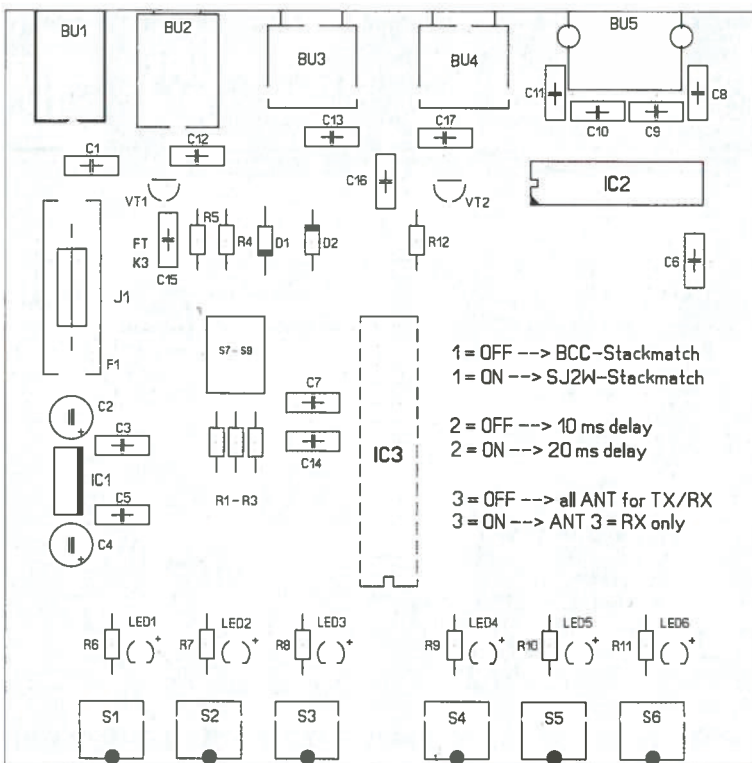 BU1
BU2
BU3
BU4
BU5
C11
C10
C9
C8
C13
C17
C12
C1
C16
IC2
VT1
VT2
R5
R4
D1
D2
R12
FT
K3
C15
C6
J1
F1
S7-S9
C7
C14
C2
C3
IC1
C5
C4
R1-R3
IC3
1 = OFF --> BCC-Stackmatch
1 = ON --> SJ2W-Stackmatch
2 = OFF --> 10 ms delay
2 = ON --> 20 ms delay
3 = OFF --> all ANT for TX/RX
3 = ON --> ANT 3 = RX only
LED1
LED2
LED3
LED4
LED5
LED6
R6
R7
R8
R9
R10
R11
S1
S2
S3
S4
S5
S6